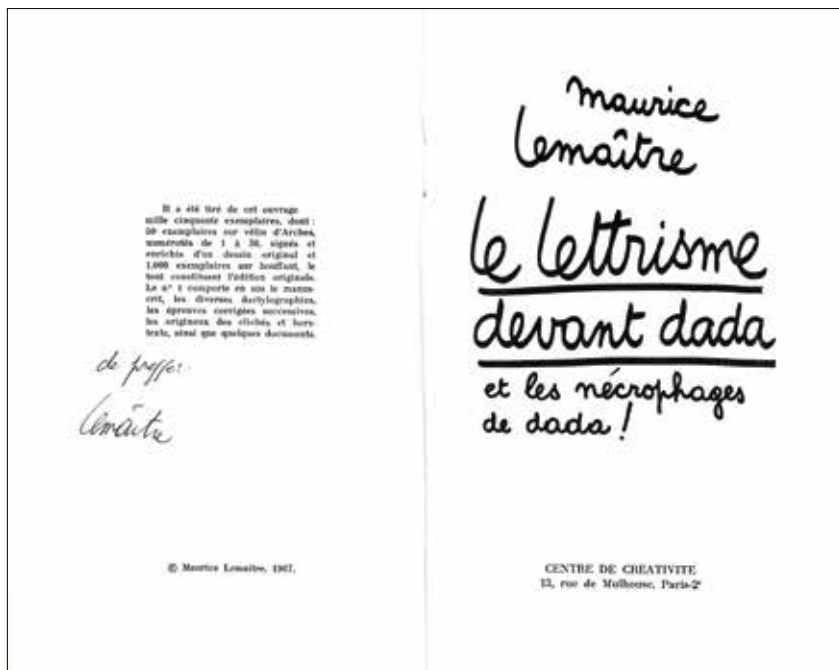 Il a été tiré de cet ouvrage
mille cinquante exemplaires, dont :
50 exemplaires sur vélin d'Arches,
numérotés de 1 à 50, signés et
enrichis d'un dessin original et
1.000 exemplaires sur bouffant, le
tout constituant l'édition originale.
Le n° 1 comporte en sus le manus-
crit, les diverses dactylographies,
les épreuves corrigées successives,
les originaux des clichés et hors-
texte, ainsi que quelques documents.
de
Lemaître
© Maurice Lemaître, 1967.
maurice
lemaître
le lettrisme
devant dada
et les nécrophages
de dada !
CENTRE DE CREATIVITE
13, rue de Mulhouse, Paris-2e